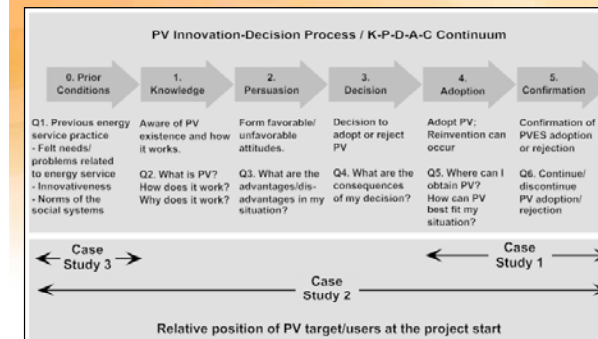 PV Innovation-Decision Process / K-P-D-A-C Continuum
0. Prior
Conditions
1.
Knowledge
2.
Persuasion
3.
Decision
4.
Adoption
5.
Confirmation
Q1. Previous energy
service practice
- Felt needs/
problems related
to energy service
- Innovativeness
- Norms of the
social systems
Aware of PV
existence and how
it works.
Q2. What is PV?
How does it work?
Why does it work?
Form favorable/
unfavorable
attitudes.
Q3. What are the
advantages/dis-
advantages in my
situation?
Decision to
adopt or reject
PV
Q4. What are the
consequences
of my decision?
Adopt PV;
Reinvention can
occur
Q5. Where can I
obtain PV?
How can PV
best fit my
situation?
Confirmation of
PVES adoption
or rejection
Q6. Continue/
discontinue
PV adoption/
rejection
Case
Study 3
Case
Study 1
Case
Study 2
Relative position of PV target/users at the project start